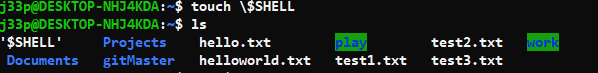 j33p@DESKTOP-NHJ4KDA:~$ touch \$SHELL
j33p@DESKTOP-NHJ4KDA:~$ ls
'$SHELL' Projects hello.txt play test2.txt work
Documents gitMaster helloworld.txt test1.txt test3.txt